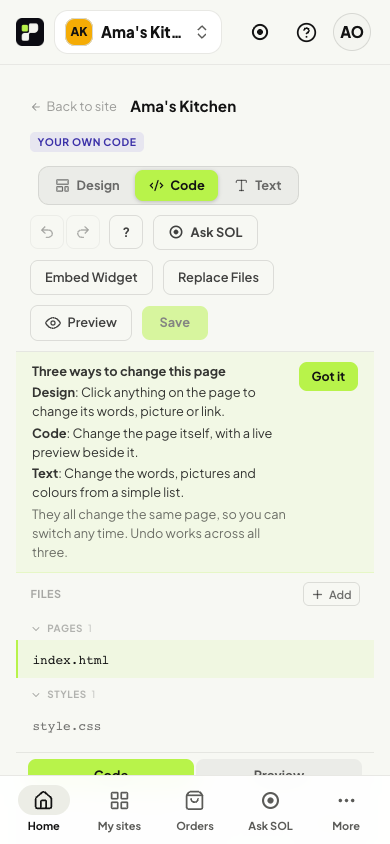 AK Ama's Kit... AO
← Back to site Ama's Kitchen
YOUR OWN CODE
Design </> Code Text
? Ask SOL
Embed Widget Replace Files
Preview Save
Three ways to change this page Got it
Design: Click anything on the page to
change its words, picture or link.
Code: Change the page itself, with a live
preview beside it.
Text: Change the words, pictures and
colours from a simple list.
They all change the same page, so you can
switch any time. Undo works across all
three.
FILES + Add
PAGES 1
index.html
STYLES 1
style.css
Code Preview
Home My sites Orders Ask SOL More